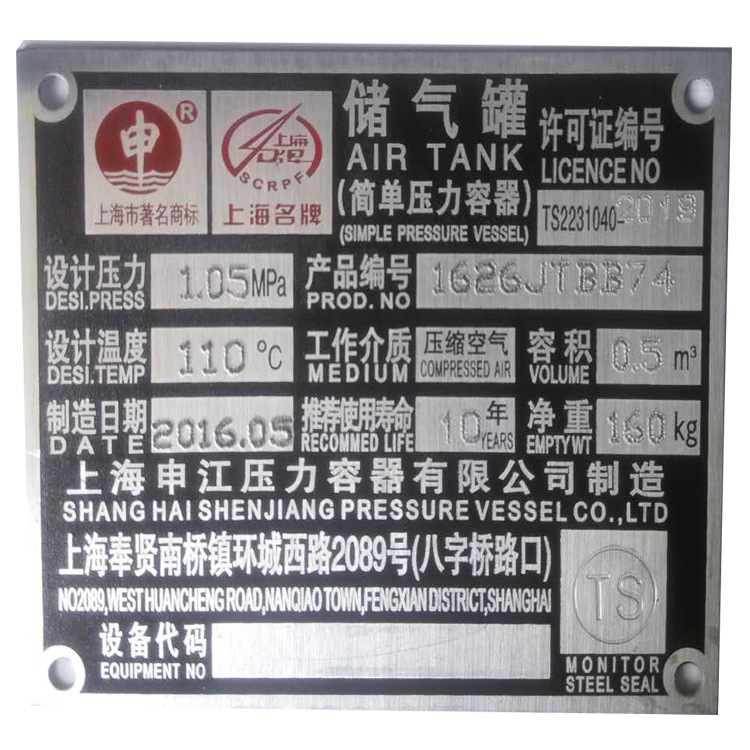 申 ®
上海市著名商标
上海
SCRPF
上海名牌
储气罐
AIR TANK
(简单压力容器)
(SIMPLE PRESSURE VESSEL)
许可证编号
LICENCE NO
TS2231040-2019
设计压力 1.05MPa 产品编号 1626JTBB74
DESI.PRESS PROD. NO
设计温度 110℃ 工作介质 压缩空气 容积 0.5 m³
DESI.TEMP MEDIUM COMPRESSED AIR VOLUME
制造日期 2016.05 推荐使用寿命 10年 净重 160kg
DATE RECOMMED LIFE YEARS EMPTYWT
上海申江压力容器有限公司制造
SHANG HAI SHENJIANG PRESSURE VESSEL CO.,LTD
上海奉贤南桥镇环城西路2089号(八字桥路口)
NO2089,WEST HUANCHENG ROAD,NANQIAO TOWN,FENGXIAN DISTRICT,SHANGHAI
设备代码
EQUIPMENT NO
TS
MONITOR
STEEL SEAL